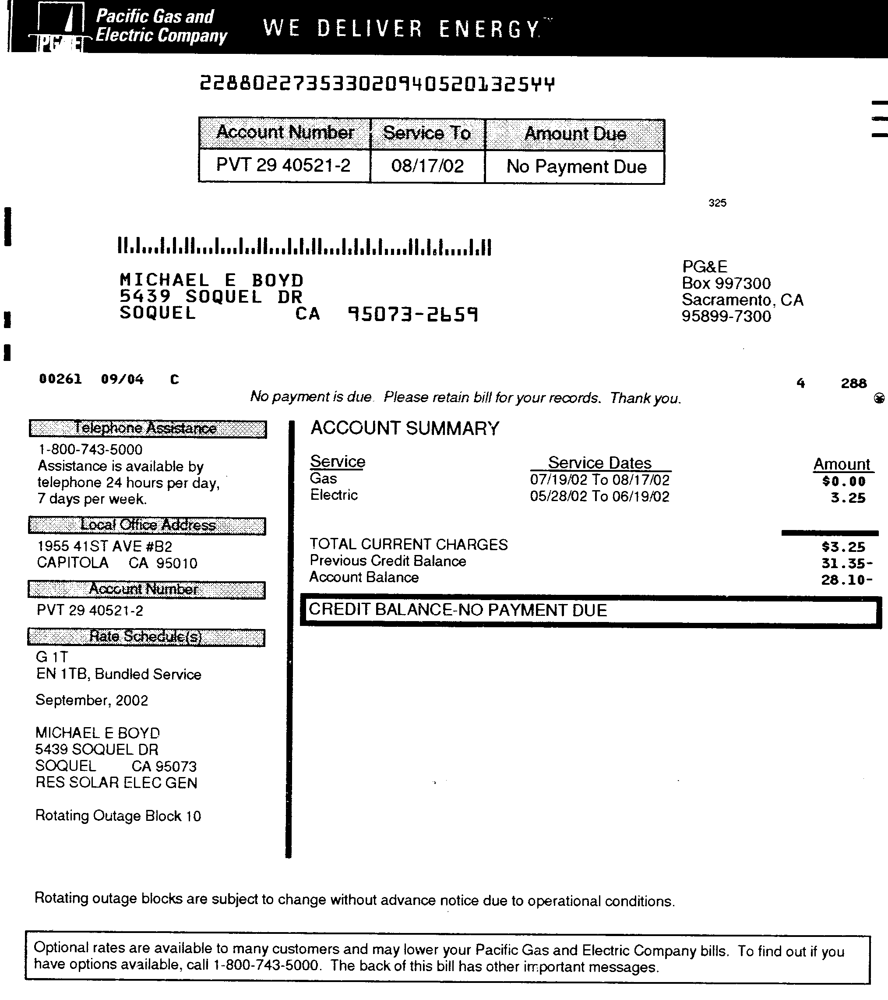 Pacific Gas and
Electric Company
WE DELIVER ENERGY.™
PG&E
228802273533020940520132544
Account Number Service To Amount Due
PVT 29 40521-2 08/17/02 No Payment Due
325
MICHAEL E BOYD
5439 SOQUEL DR
SOQUEL CA 95073-2659
PG&E
Box 997300
Sacramento, CA
95899-7300
00261 09/04 C
4 288
No payment is due. Please retain bill for your records. Thank you.
Telephone Assistance
1-800-743-5000
Assistance is available by
telephone 24 hours per day,
7 days per week.
Local Office Address
1955 41ST AVE #B2
CAPITOLA CA 95010
Account Number
PVT 29 40521-2
Rate Schedule(s)
G 1T
EN 1TB, Bundled Service
September, 2002
MICHAEL E BOYD
5439 SOQUEL DR
SOQUEL CA 95073
RES SOLAR ELEC GEN
Rotating Outage Block 10
ACCOUNT SUMMARY
Service Service Dates Amount
Gas 07/19/02 To 08/17/02 $0.00
Electric 05/28/02 To 06/19/02 3.25
TOTAL CURRENT CHARGES $3.25
Previous Credit Balance 31.35-
Account Balance 28.10-
CREDIT BALANCE-NO PAYMENT DUE
Rotating outage blocks are subject to change without advance notice due to operational conditions.
Optional rates are available to many customers and may lower your Pacific Gas and Electric Company bills. To find out if you
have options available, call 1-800-743-5000. The back of this bill has other important messages.